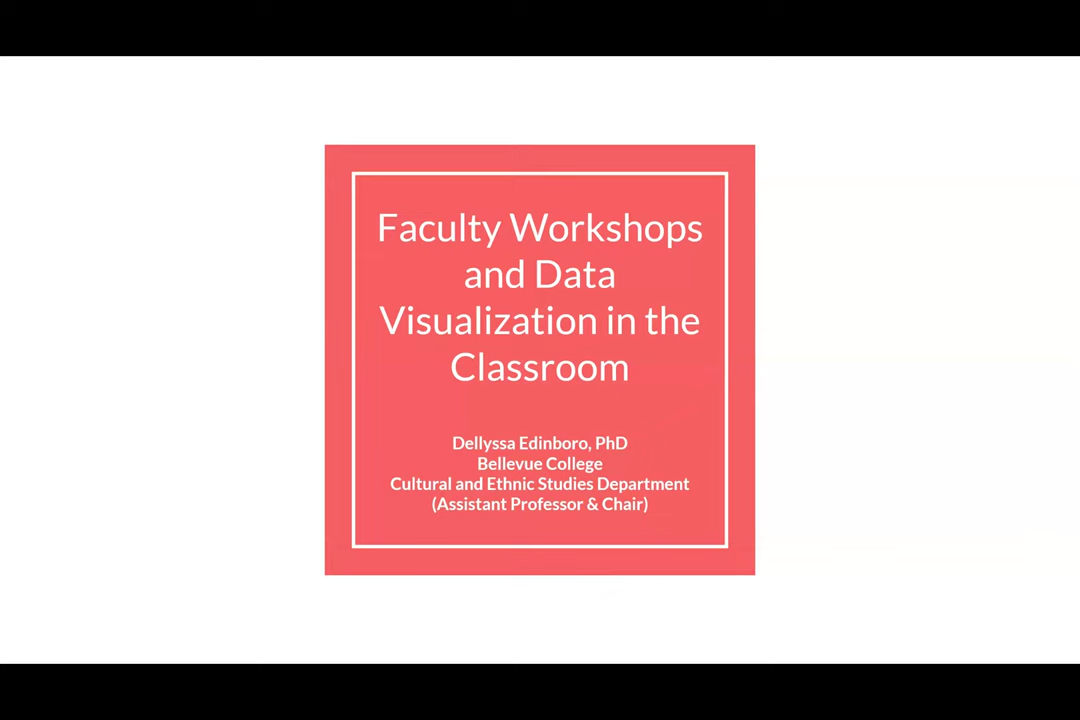 Faculty Workshops
and Data
Visualization in the
Classroom
Dellyssa Edinboro, PhD
Bellevue College
Cultural and Ethnic Studies Department
(Assistant Professor & Chair)